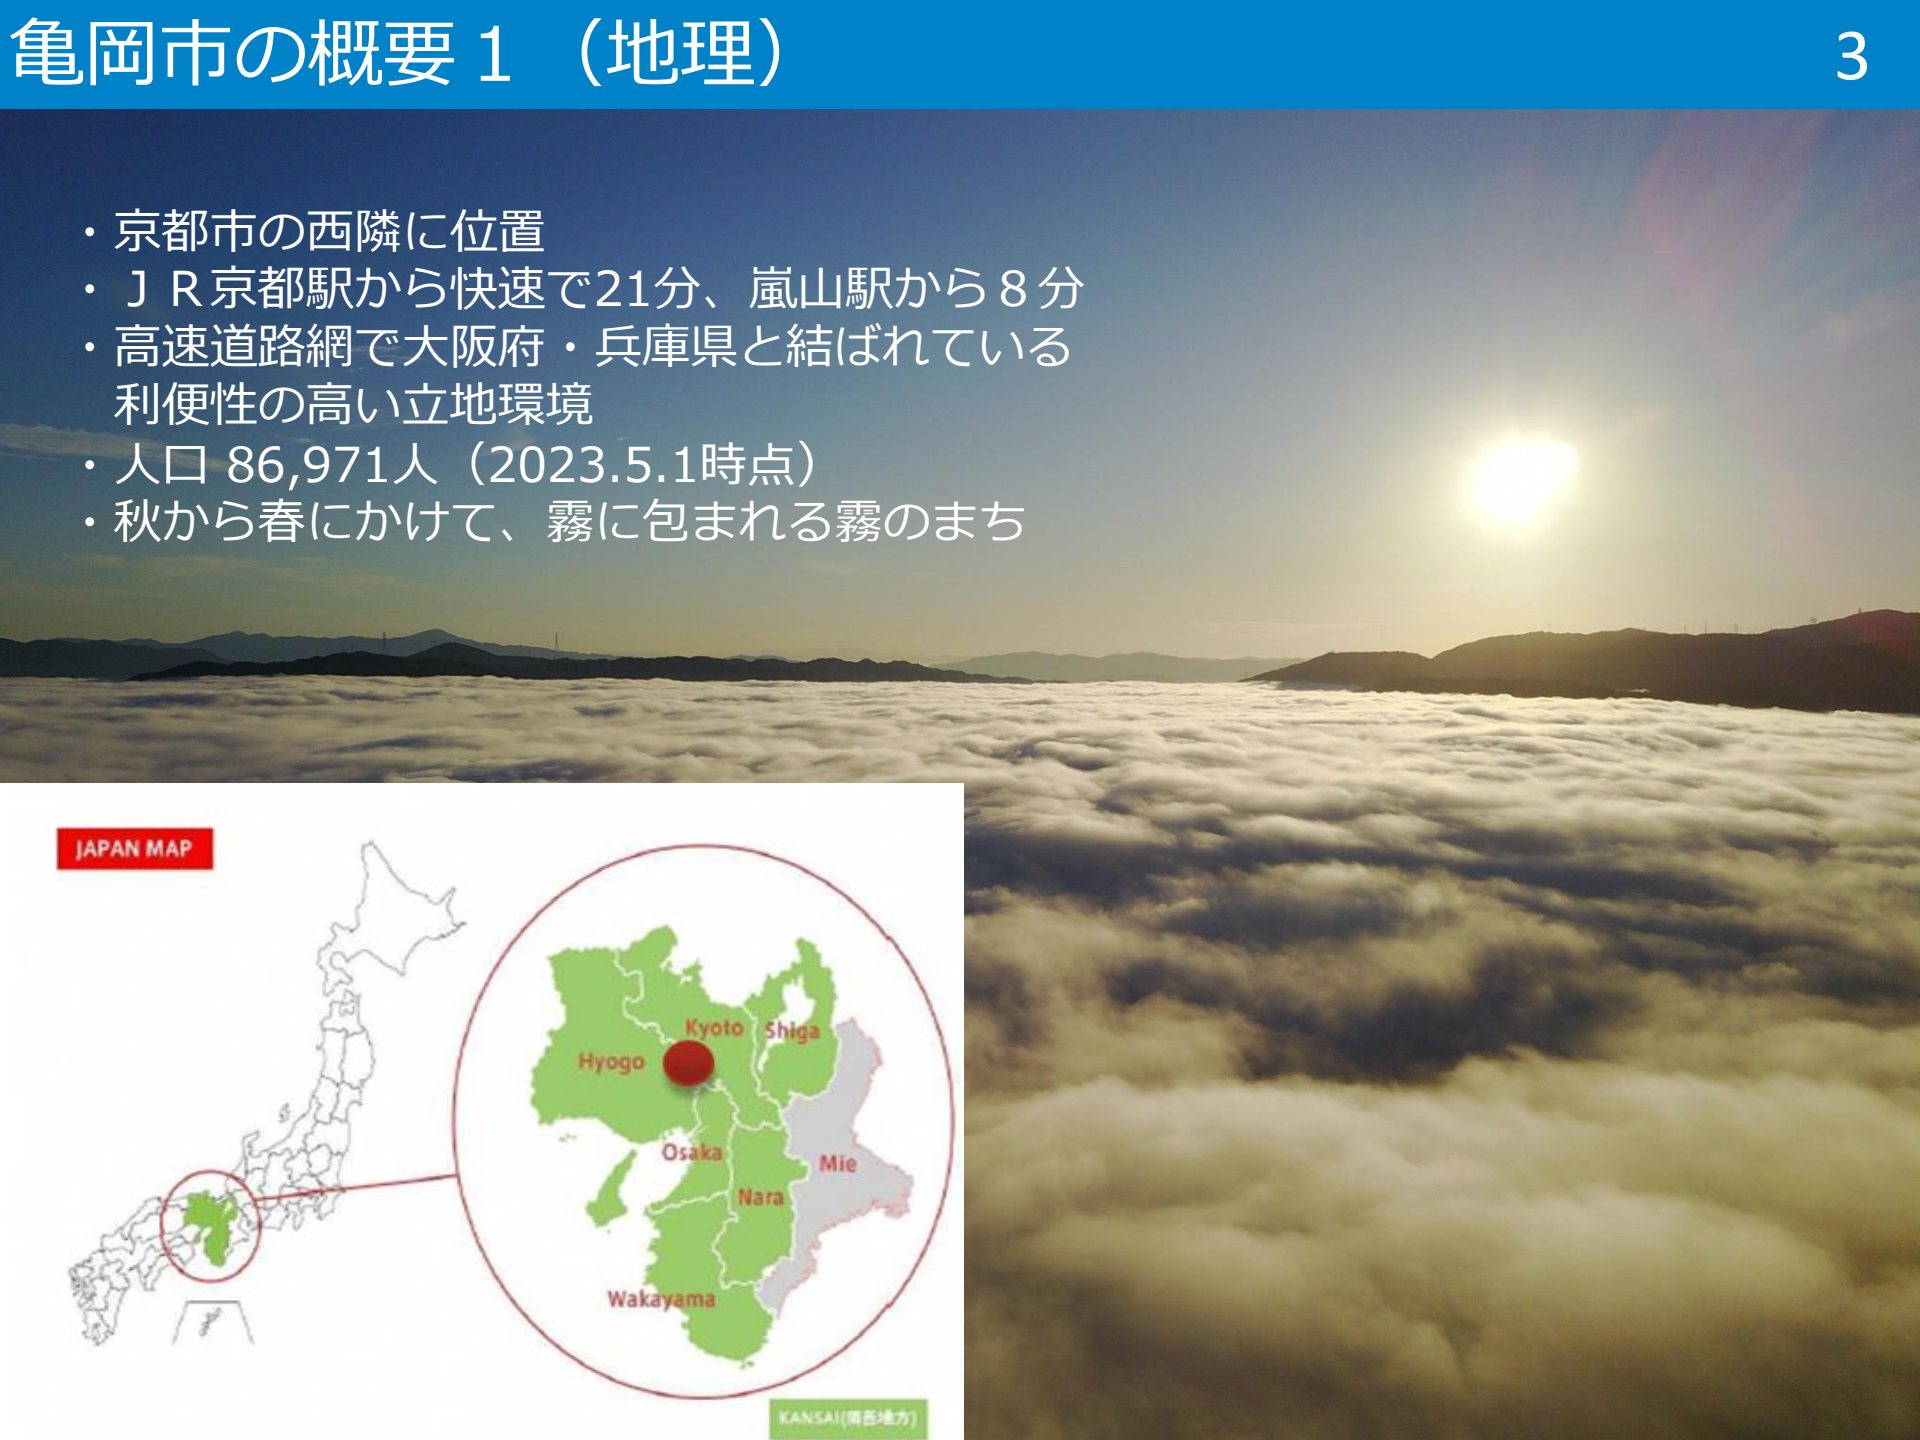 亀岡市の概要１（地理）
3
・京都市の西隣に位置
・ＪＲ京都駅から快速で21分、嵐山駅から８分
・高速道路網で大阪府・兵庫県と結ばれている
利便性の高い立地環境
・人口 86,971人（2023.5.1時点）
・秋から春にかけて、霧に包まれる霧のまち
JAPAN MAP
Kyoto
Shiga
Hyogo
Osaka
Mie
Nara
Wakayama
KANSAI(関西地方)